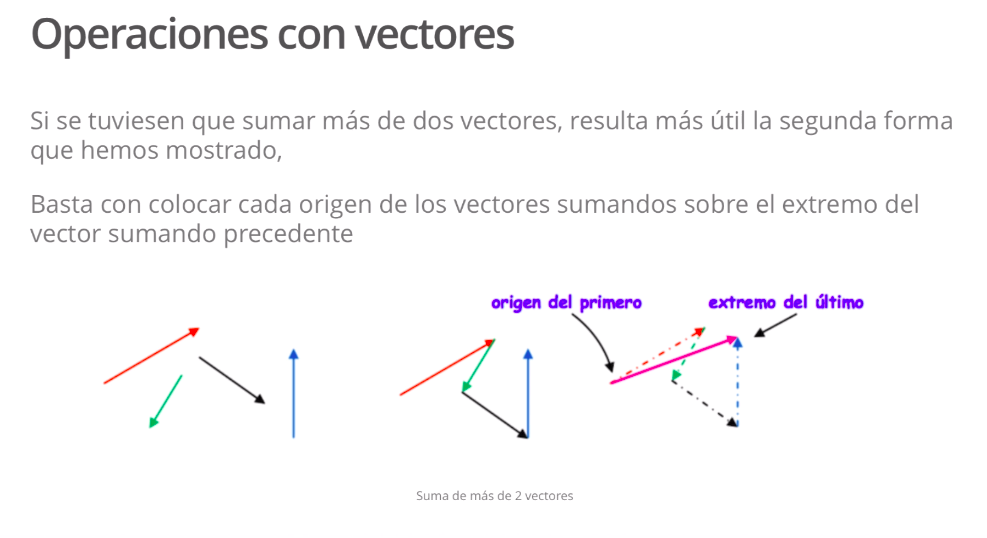 Operaciones con vectores
Si se tuviesen que sumar más de dos vectores, resulta más útil la segunda forma
que hemos mostrado,
Basta con colocar cada origen de los vectores sumandos sobre el extremo del
vector sumando precedente
origen del primero
extremo del último
Suma de más de 2 vectores